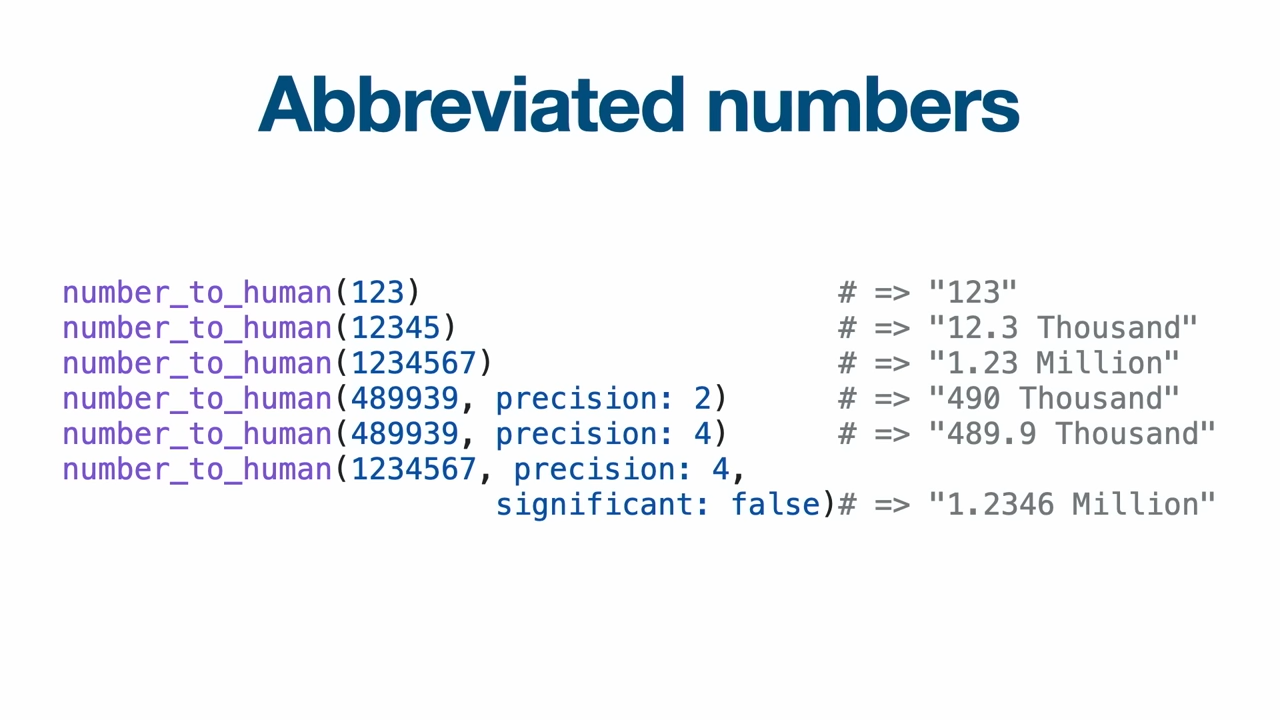 Abbreviated numbers
number_to_human(123) # => "123"
number_to_human(12345) # => "12.3 Thousand"
number_to_human(1234567) # => "1.23 Million"
number_to_human(489939, precision: 2) # => "490 Thousand"
number_to_human(489939, precision: 4) # => "489.9 Thousand"
number_to_human(1234567, precision: 4,
significant: false)# => "1.2346 Million"